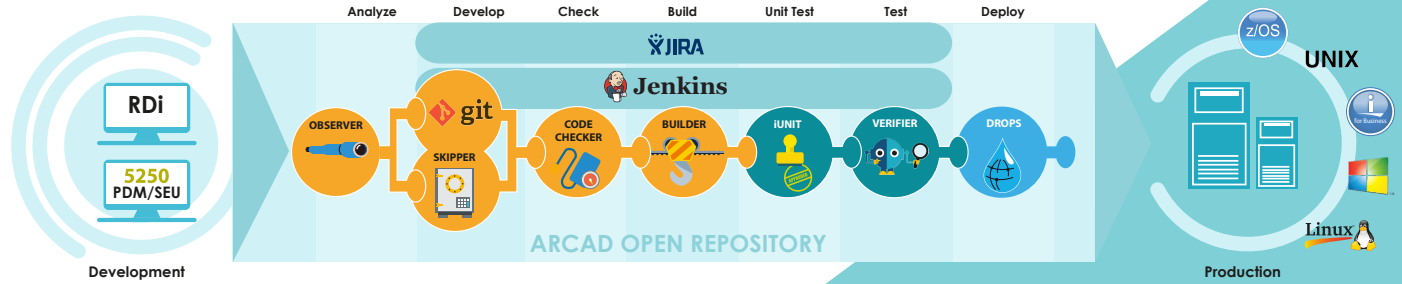 Analyze
Develop
Check
Build
Unit Test
Test
Deploy
JIRA
Jenkins
RDi
5250
PDM/SEU
Development
OBSERVER
git
SKIPPER
CODE
CHECKER
BUILDER
iUNIT
APPROVED
VERIFIER
DROPS
ARCAD OPEN REPOSITORY
z/OS
UNIX
i
for Business
Linux
Production